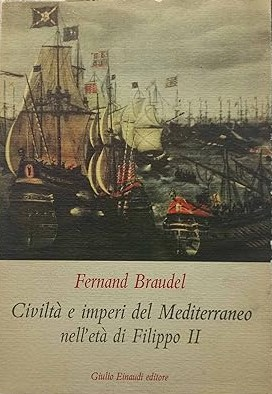 Fernand Braudel
Civiltà e imperi del Mediterraneo
nell'età di Filippo II
Giulio Einaudi editore